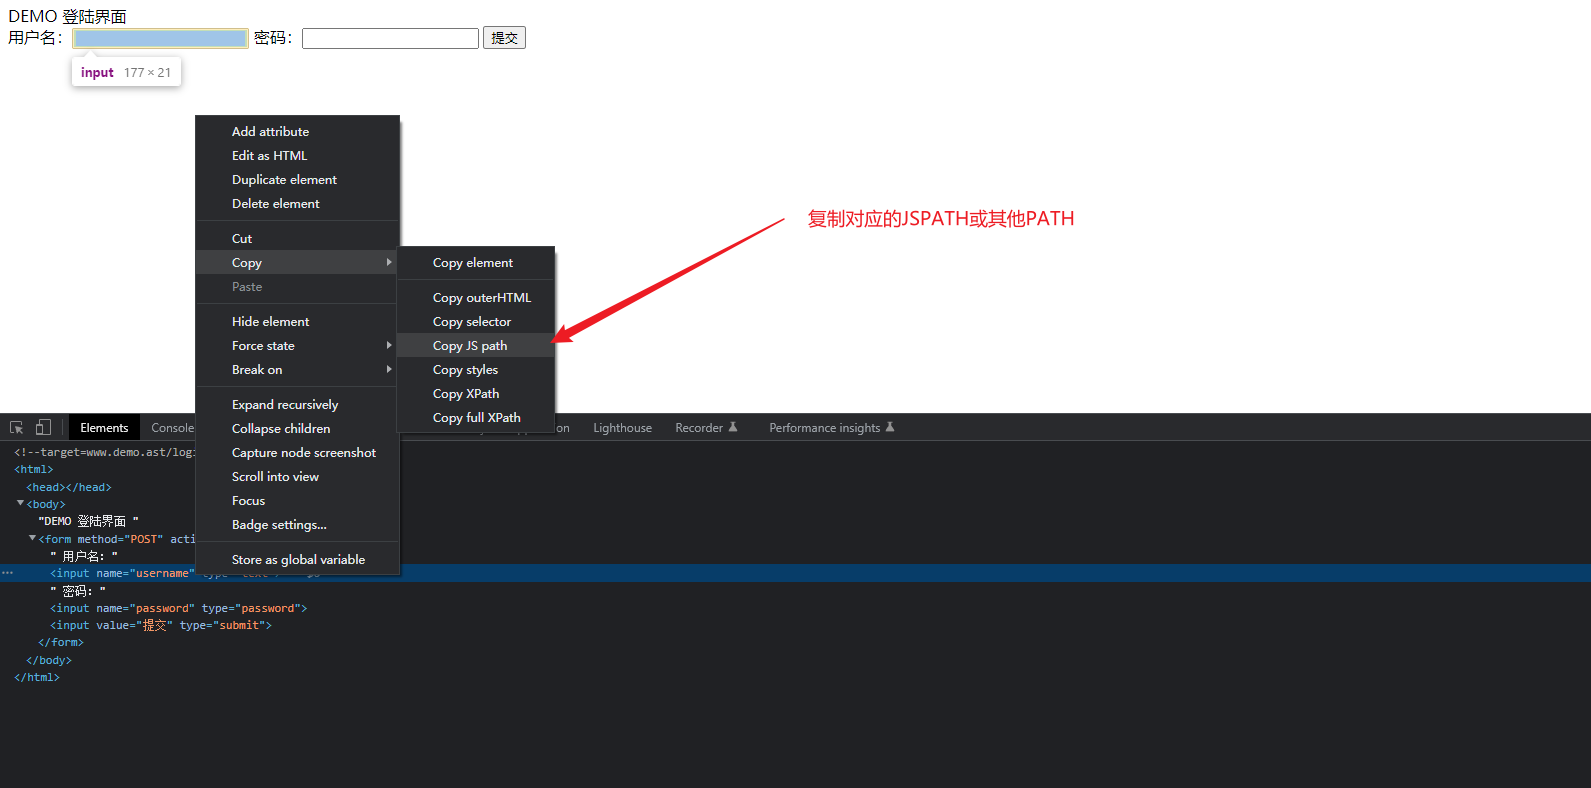 DEMO 登陆界面
用户名： 密码： 提交
input 177 × 21
Add attribute
Edit as HTML
Duplicate element
Delete element
Cut
Copy
Paste
Hide element
Force state
Break on
Expand recursively
Collapse children
Capture node screenshot
Scroll into view
Focus
Badge settings...
Store as global variable
Copy element
Copy outerHTML
Copy selector
Copy JS path
Copy styles
Copy XPath
Copy full XPath
复制对应的JSPATH或其他PATH
Elements Console Lighthouse Recorder Performance insights
<!--target=www.demo.ast/logi
<html>
<head></head>
<body>
"DEMO 登陆界面 "
<form method="POST" acti
" 用户名： "
<input name="username"
" 密码： "
<input name="password" type="password">
<input value="提交" type="submit">
</form>
</body>
</html>